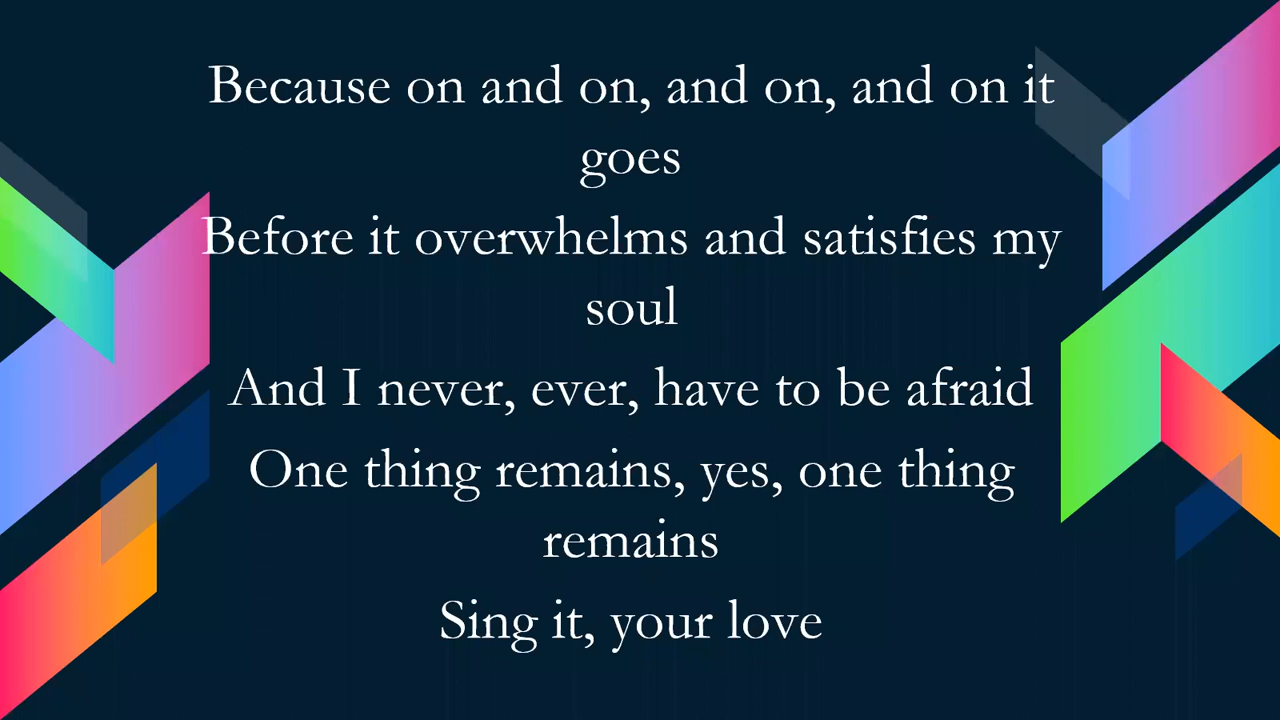 Because on and on, and on, and on it
goes
Before it overwhelms and satisfies my
soul
And I never, ever, have to be afraid
One thing remains, yes, one thing
remains
Sing it, your love